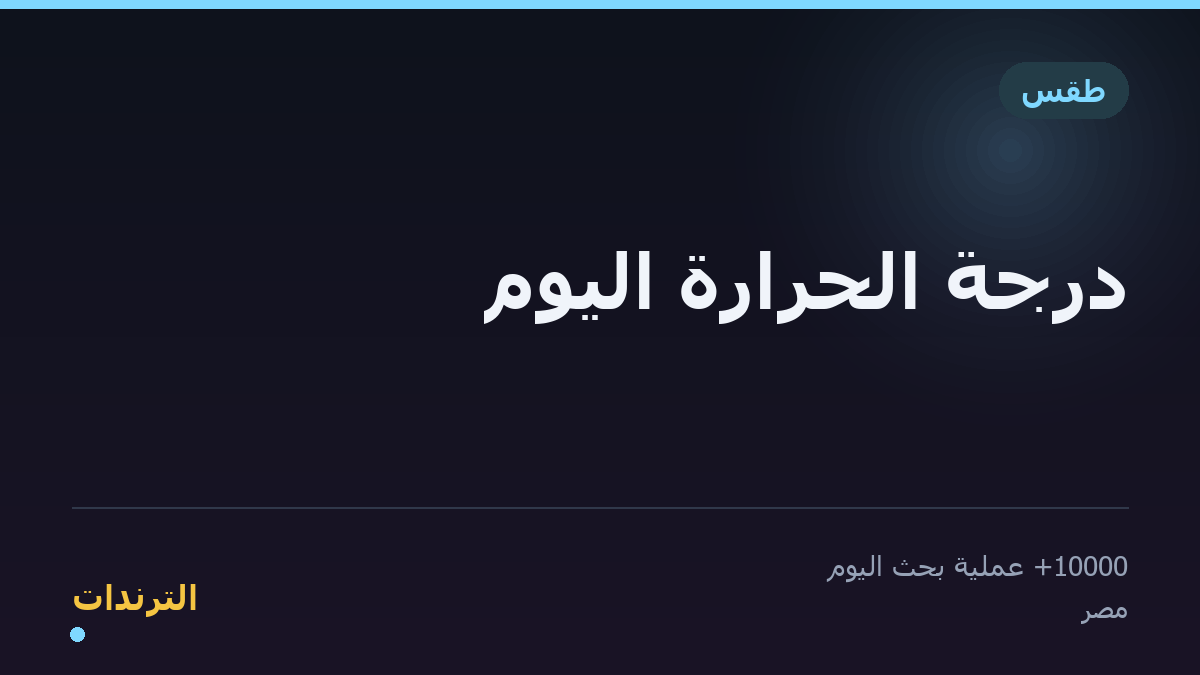 طقس
درجة الحرارة اليوم
10000+ عملية بحث اليوم
مصر
الترندات